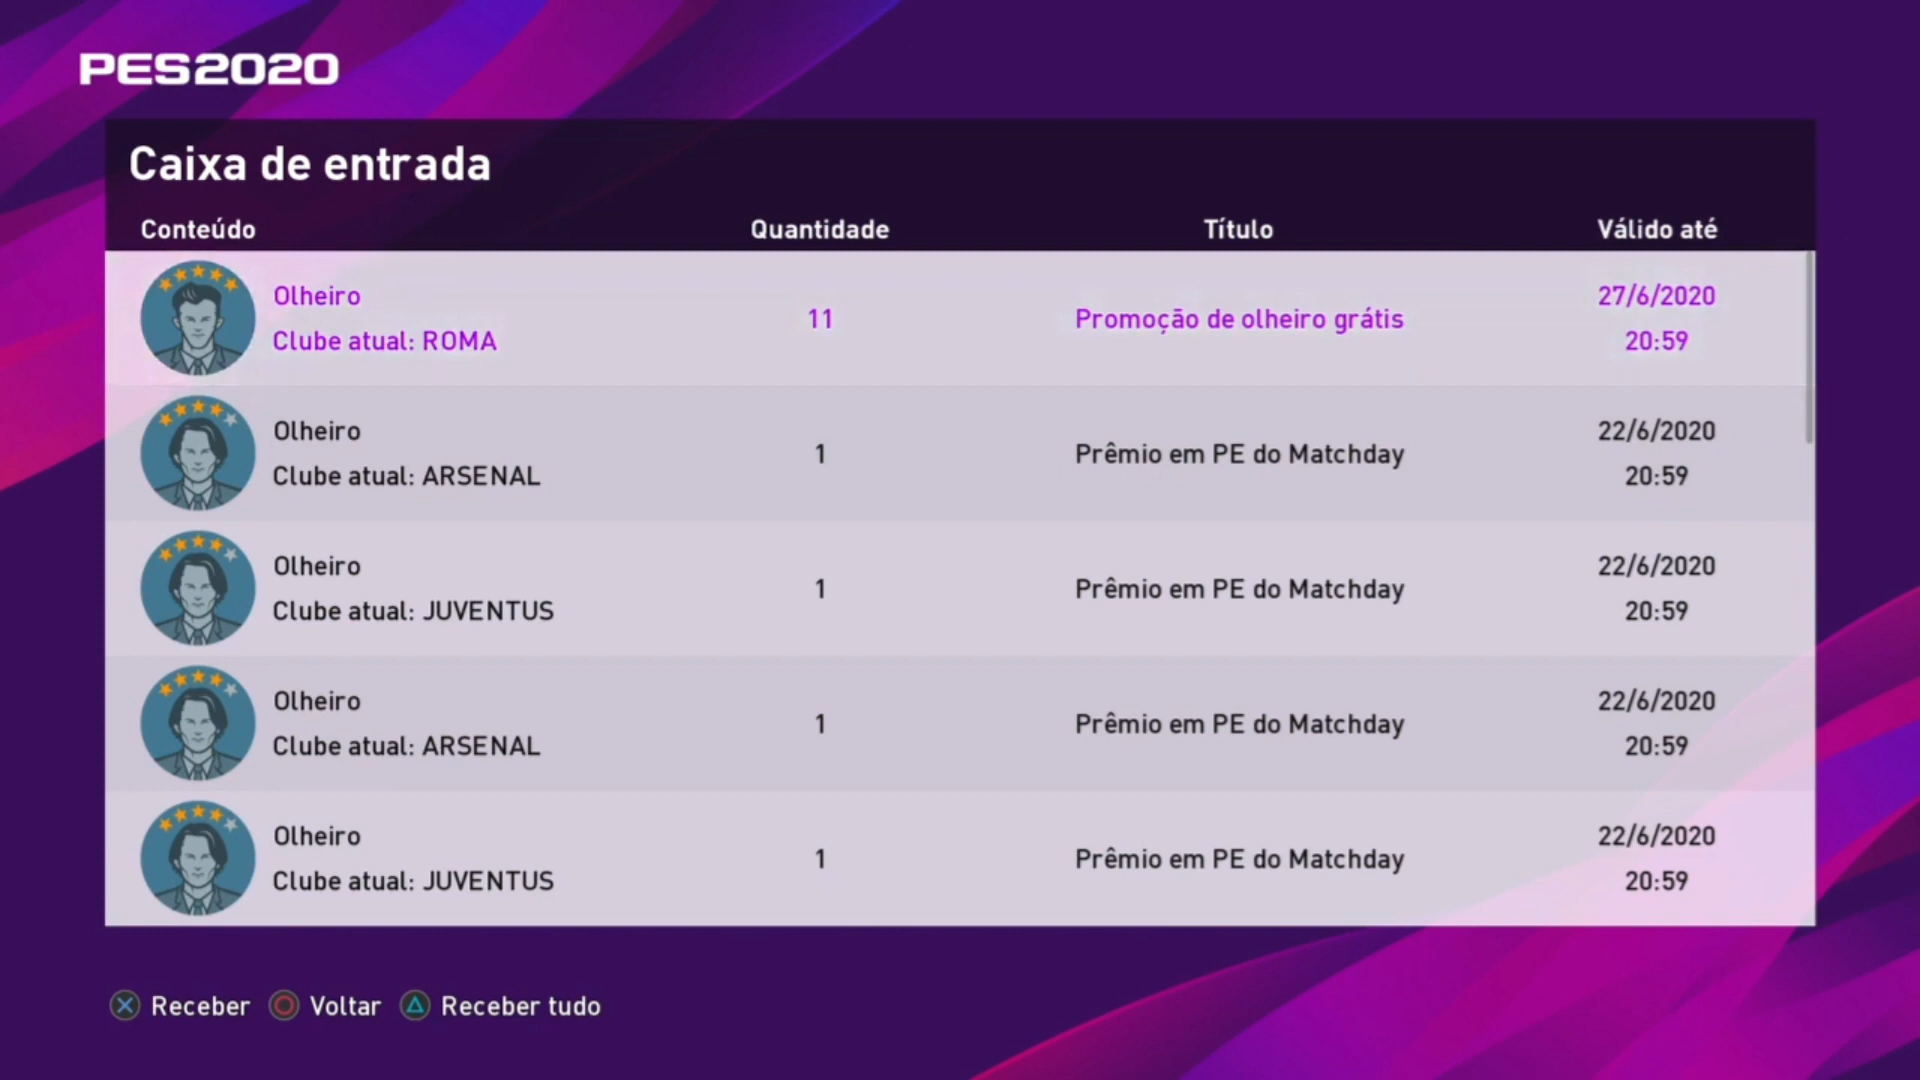 PES2020
Caixa de entrada
Conteúdo Quantidade Título Válido até
Olheiro
Clube atual: ROMA
11
Promoção de olheiro grátis
27/6/2020
20:59
Olheiro
Clube atual: ARSENAL
1
Prêmio em PE do Matchday
22/6/2020
20:59
Olheiro
Clube atual: JUVENTUS
1
Prêmio em PE do Matchday
22/6/2020
20:59
Olheiro
Clube atual: ARSENAL
1
Prêmio em PE do Matchday
22/6/2020
20:59
Olheiro
Clube atual: JUVENTUS
1
Prêmio em PE do Matchday
22/6/2020
20:59
Receber Voltar Receber tudo